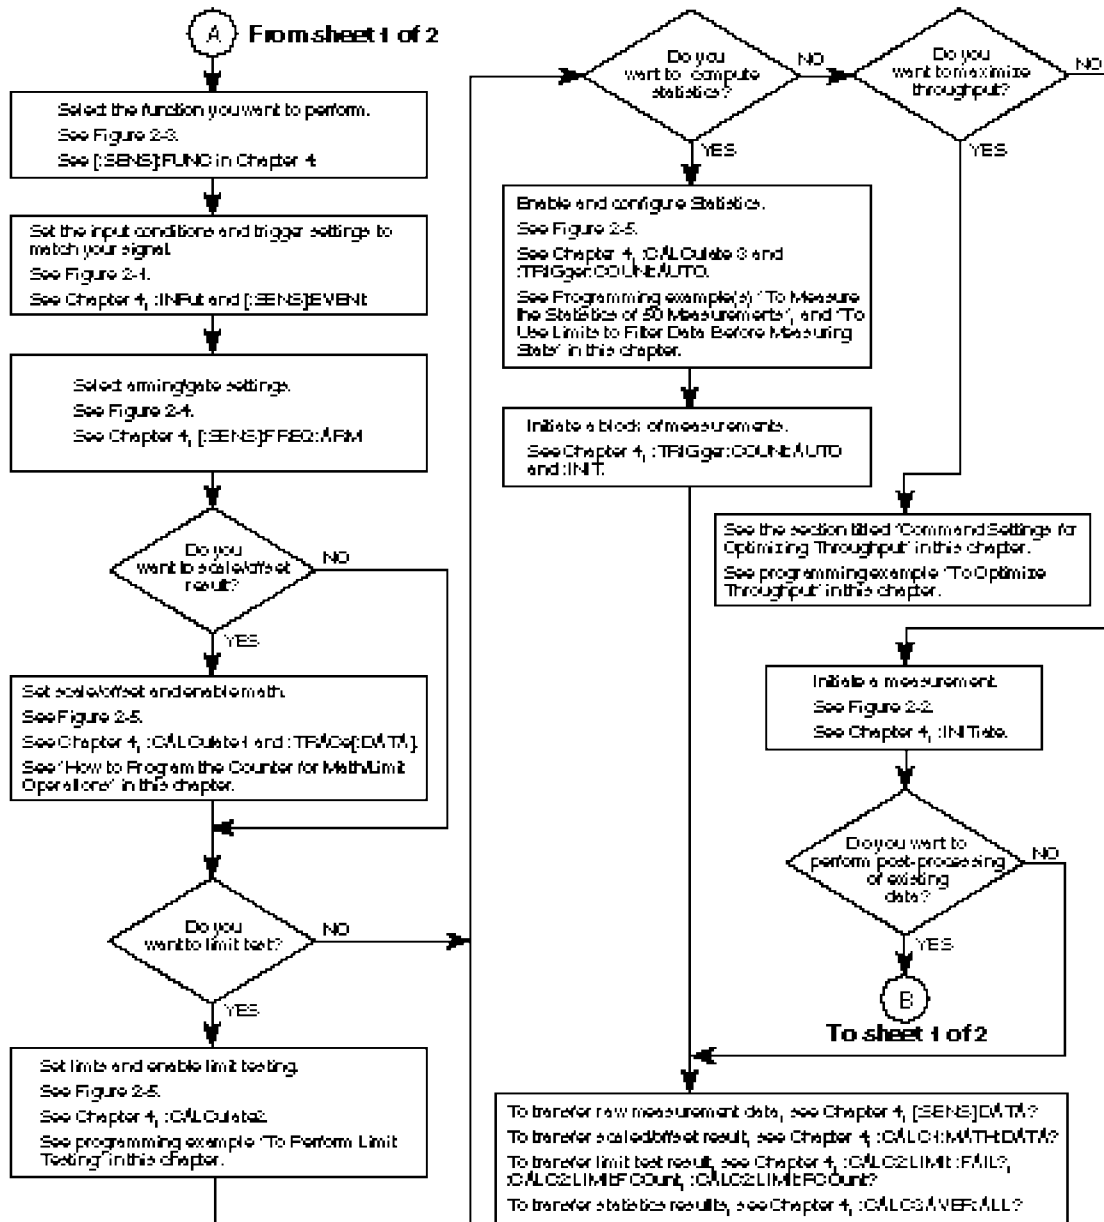 A From sheet 1 of 2
Select the function you want to perform.
See Figure 2-3.
See [:SENS]:FUNC in Chapter 4.
Set the input conditions and trigger settings to
match your signal.
See Figure 2-1.
See Chapter 4, :INPut and [:SENS]:EVENt.
Select arming/gate settings.
See Figure 2-4.
See Chapter 4, [:SENS]:FREQ:ARM
Do you
want to scale/offset
result?
NO
YES
Set scale/offset and enable math.
See Figure 2-5.
See Chapter 4, :CALCulate1 and :TRACe[:DATA].
See "How to Program the Counter for Math/Limit
Operations" in this chapter.
Do you
want to limit test?
NO
YES
Set limits and enable limit testing.
See Figure 2-5.
See Chapter 4, :CALCulate2.
See programming example "To Perform Limit
Testing" in this chapter.
Do you
want to compute
statistics?
NO
YES
Enable and configure Statistics.
See Figure 2-5.
See Chapter 4, :CALCulate 3 and
:TRIGger:COUNt:AUTO.
See Programming example(s) "To Measure
the Statistics of 50 Measurements", and "To
Use Limits to Filter Data Before Measuring
Stats" in this chapter.
Initiate a block of measurements.
See Chapter 4, :TRIGger:COUNt:AUTO
and :INIT.
Do you
want to maximize
throughput?
NO
YES
See the section titled "Command Settings for
Optimizing Throughput" in this chapter.
See programming example "To Optimize
Throughput" in this chapter.
Initiate a measurement.
See Figure 2-2.
See Chapter 4, :INITiate.
Do you want to
perform post-processing
of existing
data?
NO
YES
B
To sheet 1 of 2
To transfer raw measurement data, see Chapter 4, [:SENS]:DATA?
To transfer scaled/offset result, see Chapter 4, :CALC1:MATH:DATA?
To transfer limit test result, see Chapter 4, :CALC2:LIMit:FAIL?,
:CALC2:LIMit:FCOunt, :CALC2:LIMit:PCOunt?
To transfer statistics results, see Chapter 4, :CALC3:AVER:ALL?